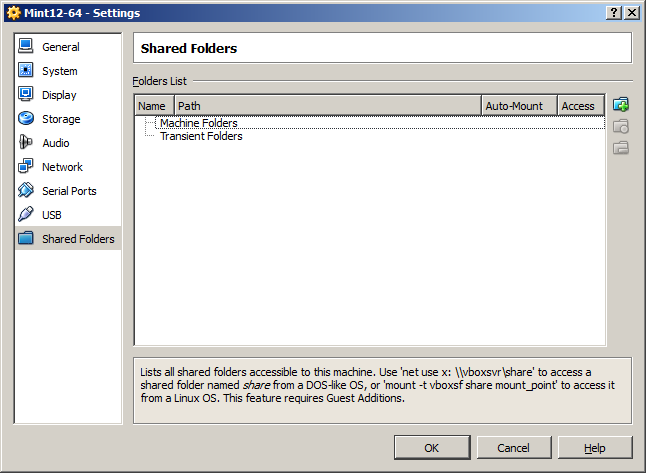 Mint12-64 - Settings
General
System
Display
Storage
Audio
Network
Serial Ports
USB
Shared Folders
Shared Folders
Folders List
Name Path Auto-Mount Access
Machine Folders
Transient Folders
Lists all shared folders accessible to this machine. Use 'net use x: \\vboxsvr\share' to access a
shared folder named share from a DOS-like OS, or 'mount -t vboxsf share mount_point' to access it
from a Linux OS. This feature requires Guest Additions.
OK Cancel Help